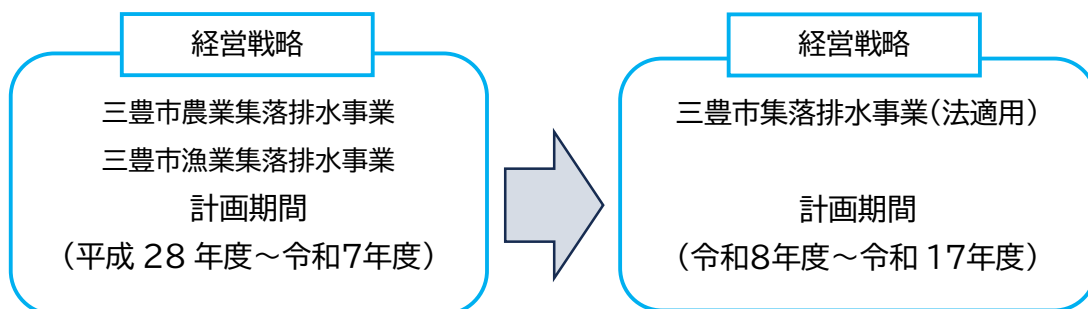 経営戦略
三豊市農業集落排水事業
三豊市漁業集落排水事業
計画期間
（平成 28 年度～令和7年度）
経営戦略
三豊市集落排水事業（法適用）
計画期間
（令和8年度～令和 17年度）